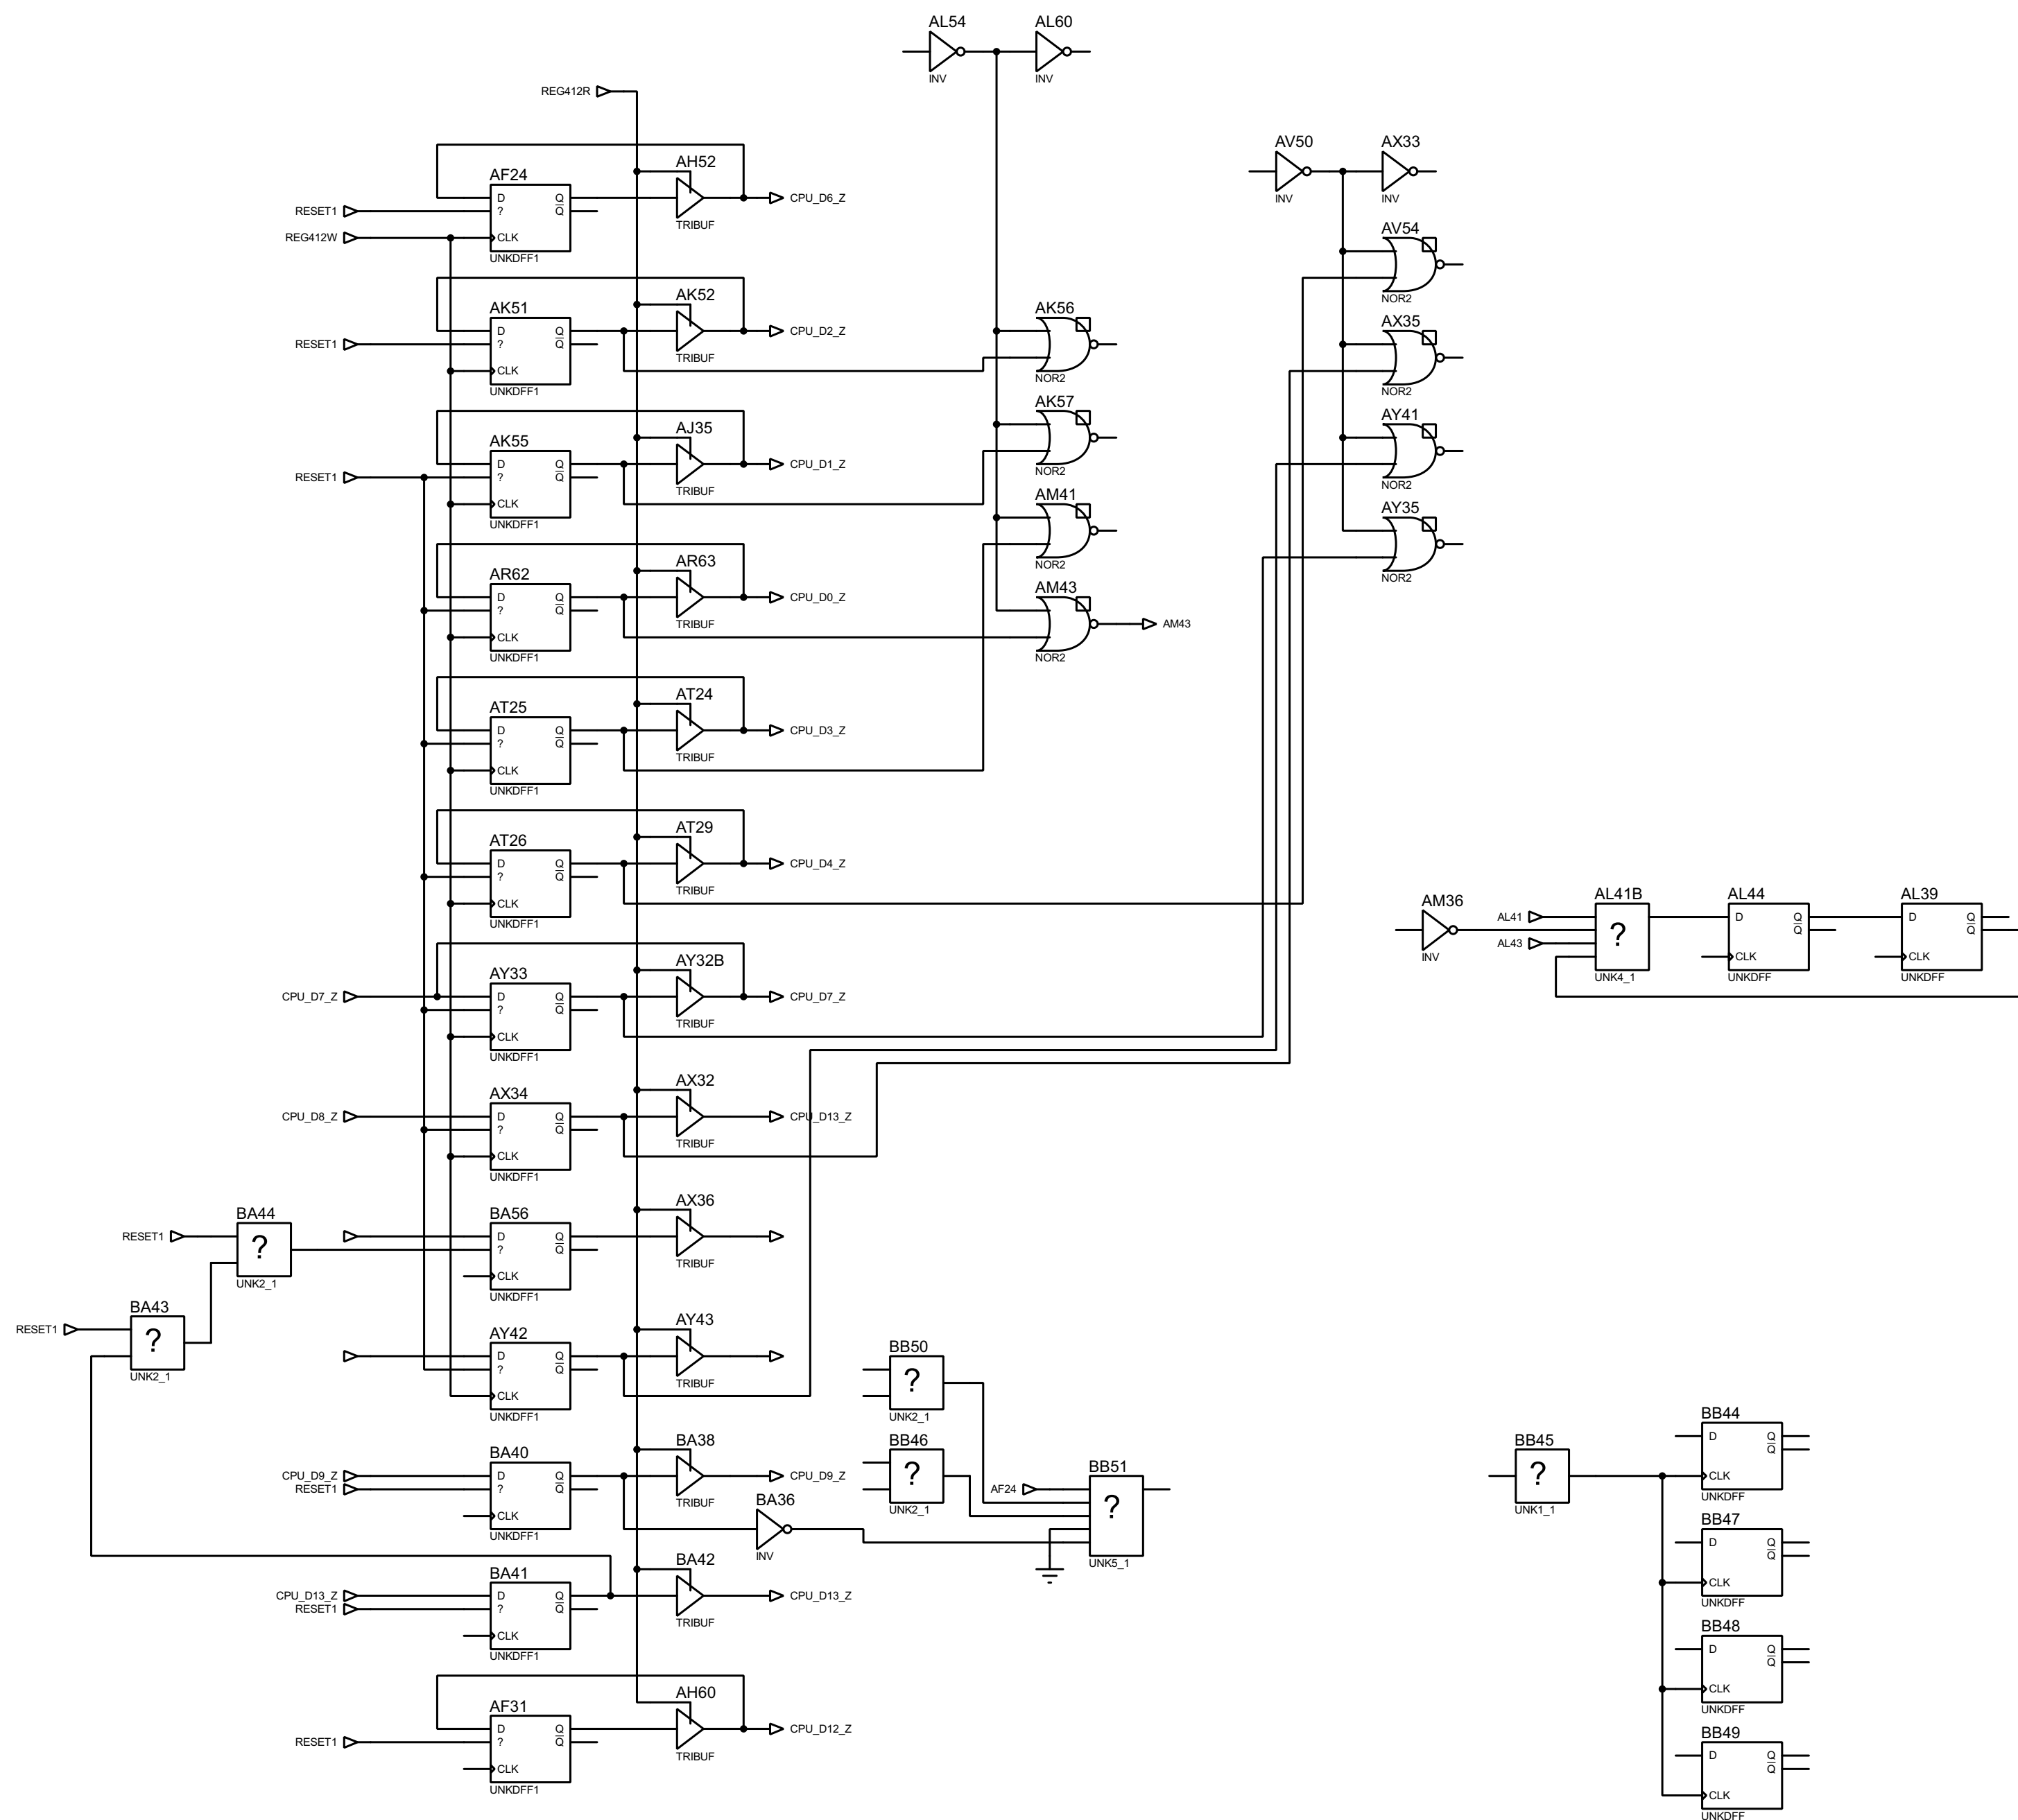 AL54
AL60
INV
INV
REG412R
AV50
AX33
INV
INV
AF24
AH52
D
Q
?
Q
CLK
RESET1
REG412W
UNKDFF1
TRIBUF
CPU_D6_Z
AV54
NOR2
AK51
AK52
D
Q
?
Q
CLK
RESET1
UNKDFF1
TRIBUF
CPU_D2_Z
AK56
NOR2
AX35
NOR2
AK55
AJ35
D
Q
?
Q
CLK
RESET1
UNKDFF1
TRIBUF
CPU_D1_Z
AK57
NOR2
AY41
NOR2
AM41
NOR2
AY35
NOR2
AR62
AR63
D
Q
?
Q
CLK
UNKDFF1
TRIBUF
CPU_D0_Z
AM43
NOR2
AM43
AT25
AT24
D
Q
?
Q
CLK
UNKDFF1
TRIBUF
CPU_D3_Z
AT26
AT29
D
Q
?
Q
CLK
UNKDFF1
TRIBUF
CPU_D4_Z
AM36
INV
AL41
AL43
AL41B
?
UNK4_1
AL44
D
Q
Q
CLK
UNKDFF
AL39
D
Q
Q
CLK
UNKDFF
AY33
AY32B
CPU_D7_Z
D
Q
?
Q
CLK
UNKDFF1
TRIBUF
CPU_D7_Z
AX34
AX32
CPU_D8_Z
D
Q
?
Q
CLK
UNKDFF1
TRIBUF
CPU_D13_Z
BA44
RESET1
?
UNK2_1
BA56
AX36
D
Q
?
Q
CLK
UNKDFF1
TRIBUF
BA43
RESET1
?
UNK2_1
AY42
AY43
D
Q
?
Q
CLK
UNKDFF1
TRIBUF
BB50
?
UNK2_1
BA40
BA38
CPU_D9_Z
RESET1
D
Q
?
Q
CLK
UNKDFF1
TRIBUF
CPU_D9_Z
BB46
?
UNK2_1
BA36
INV
AF24
BB51
?
UNK5_1
BB45
?
UNK1_1
BB44
D
Q
Q
CLK
UNKDFF
BB47
D
Q
Q
CLK
UNKDFF
BA41
BA42
CPU_D13_Z
RESET1
D
Q
?
Q
CLK
UNKDFF1
TRIBUF
CPU_D13_Z
BB48
D
Q
Q
CLK
UNKDFF
AF31
AH60
RESET1
D
Q
?
Q
CLK
UNKDFF1
TRIBUF
CPU_D12_Z
BB49
D
Q
Q
CLK
UNKDFF